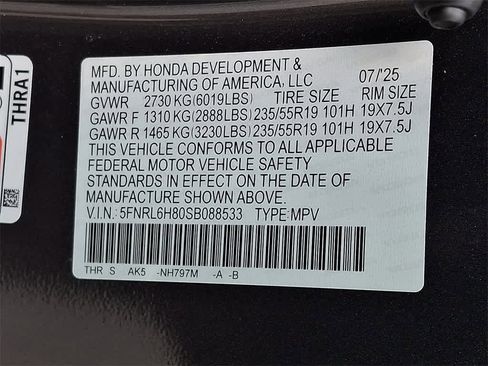 THRA1
MFD. BY HONDA DEVELOPMENT &
MANUFACTURING OF AMERICA, LLC 07/'25
GVWR 2730 KG(6019LBS) TIRE SIZE RIM SIZE
GAWR F 1310 KG(2888LBS) 235/55R19 101H 19X7.5J
GAWR R 1465 KG(3230LBS) 235/55R19 101H 19X7.5J
THIS VEHICLE CONFORMS TO ALL APPLICABLE
FEDERAL MOTOR VEHICLE SAFETY
STANDARDS IN EFFECT ON THE DATE OF
MANUFACTURE SHOWN ABOVE.
V.I.N.: 5FNRL6H80SB088533 TYPE:MPV
THR S AK5 -NH797M -A -B